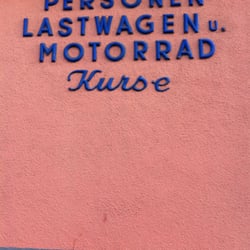 PERSONEN
LASTWAGEN u.
MOTORRAD
Kurse